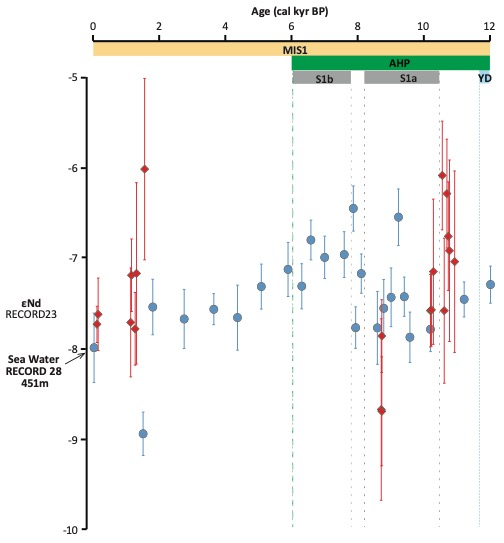 Age (cal kyr BP)
0 2 4 6 8 10 12
MIS1
AHP
S1b S1a YD
-5
-6
-7
εNd
RECORD23
-8
Sea Water
RECORD 28
451m
-9
-10